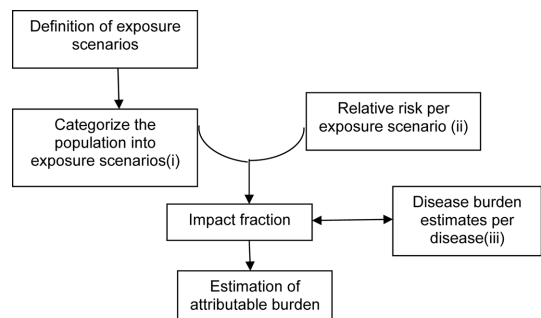 Definition of exposure
scenarios
Categorize the
population into
exposure scenarios(i)
Relative risk per
exposure scenario (ii)
Impact fraction
Disease burden
estimates per
disease(iii)
Estimation of
attributable burden